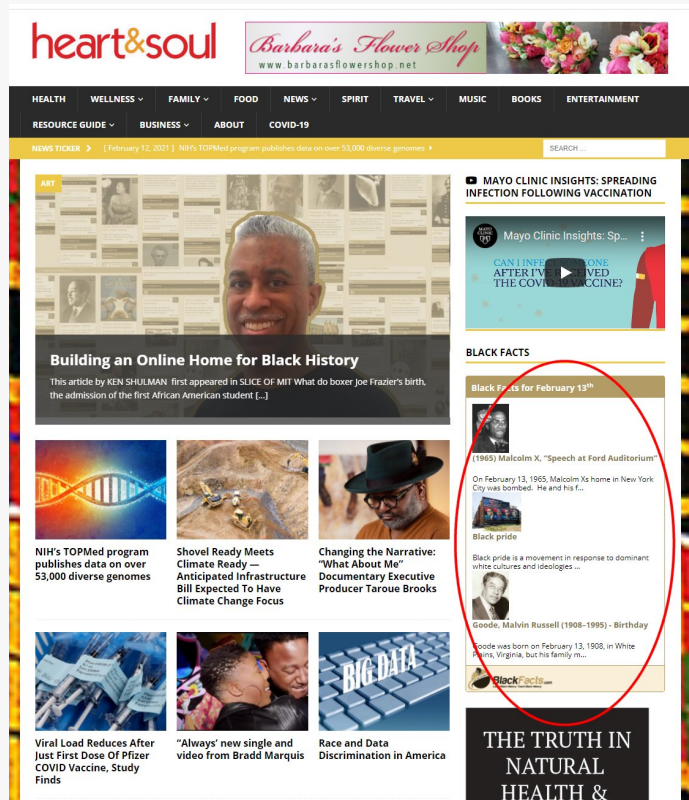 heart&soul
Barbara's Flower Shop
www.barbarasflowershop.net
HEALTH WELLNESS FAMILY FOOD NEWS SPIRIT TRAVEL MUSIC BOOKS ENTERTAINMENT
RESOURCE GUIDE BUSINESS ABOUT COVID-19
NEWS TICKER [ February 12, 2021 ] NIH's TOPMed program publishes data on over 53,000 diverse genomes
SEARCH ...
ART
Building an Online Home for Black History
This article by KEN SHULMAN first appeared in SLICE OF MIT What do boxer Joe Frazier's birth,
the admission of the first African American student [...]
NIH's TOPMed program
publishes data on over
53,000 diverse genomes
Shovel Ready Meets
Climate Ready —
Anticipated Infrastructure
Bill Expected To Have
Climate Change Focus
Changing the Narrative:
"What About Me"
Documentary Executive
Producer Taroue Brooks
BIG DATA
Viral Load Reduces After
Just First Dose Of Pfizer
COVID Vaccine, Study
Finds
"Always' new single and
video from Bradd Marquis
Race and Data
Discrimination in America
MAYO CLINIC INSIGHTS: SPREADING
INFECTION FOLLOWING VACCINATION
MAYO
CLINIC
Mayo Clinic Insights: Sp...
CAN I INFECT SOMEONE
AFTER I'VE RECEIVED
THE COVID-19 VACCINE?
BLACK FACTS
Black Facts for February 13th
(1965) Malcolm X, "Speech at Ford Auditorium"
On February 13, 1965, Malcolm Xs home in New York
City was bombed. He and his f...
Black pride
Black pride is a movement in response to dominant
white cultures and ideologies ...
Goode, Malvin Russell (1908–1995) - Birthday
Goode was born on February 13, 1908, in White
Plains, Virginia, but his family m...
BlackFacts.com
THE TRUTH IN
NATURAL
HEALTH &